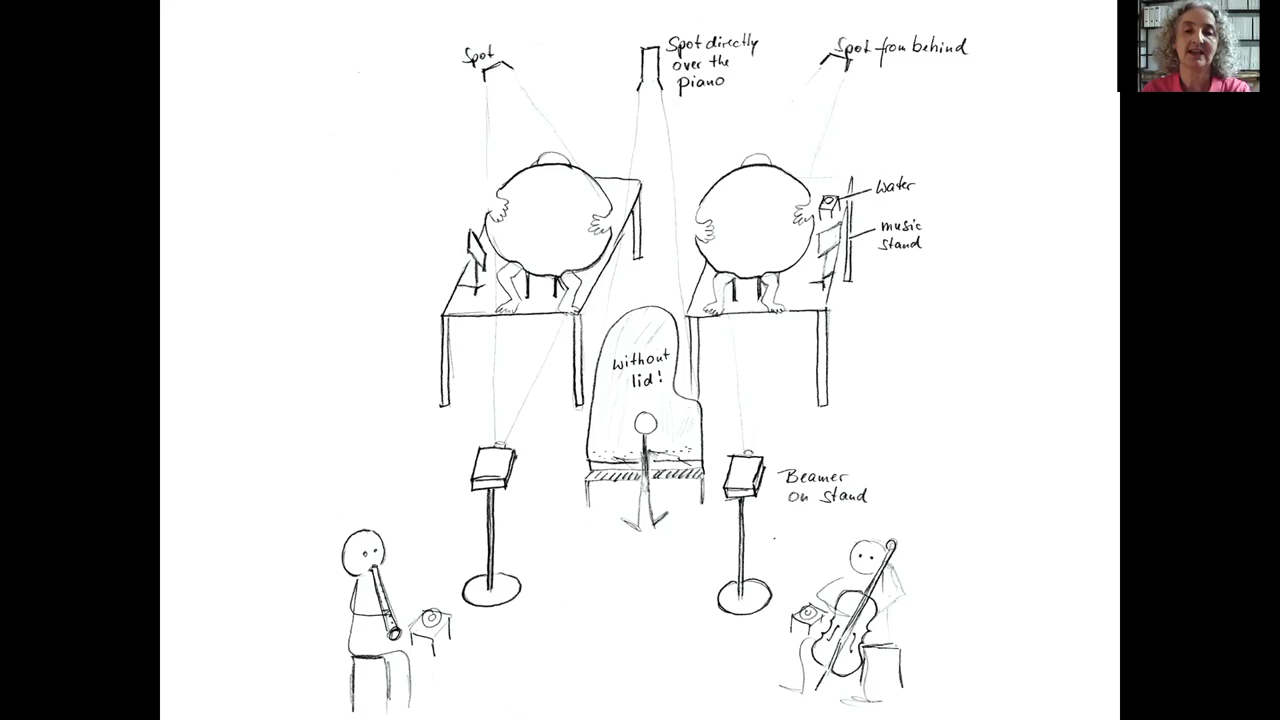 Spot
Spot directly
over the
piano
Spot from behind
water
music
stand
without
lid!
Beamer
on stand